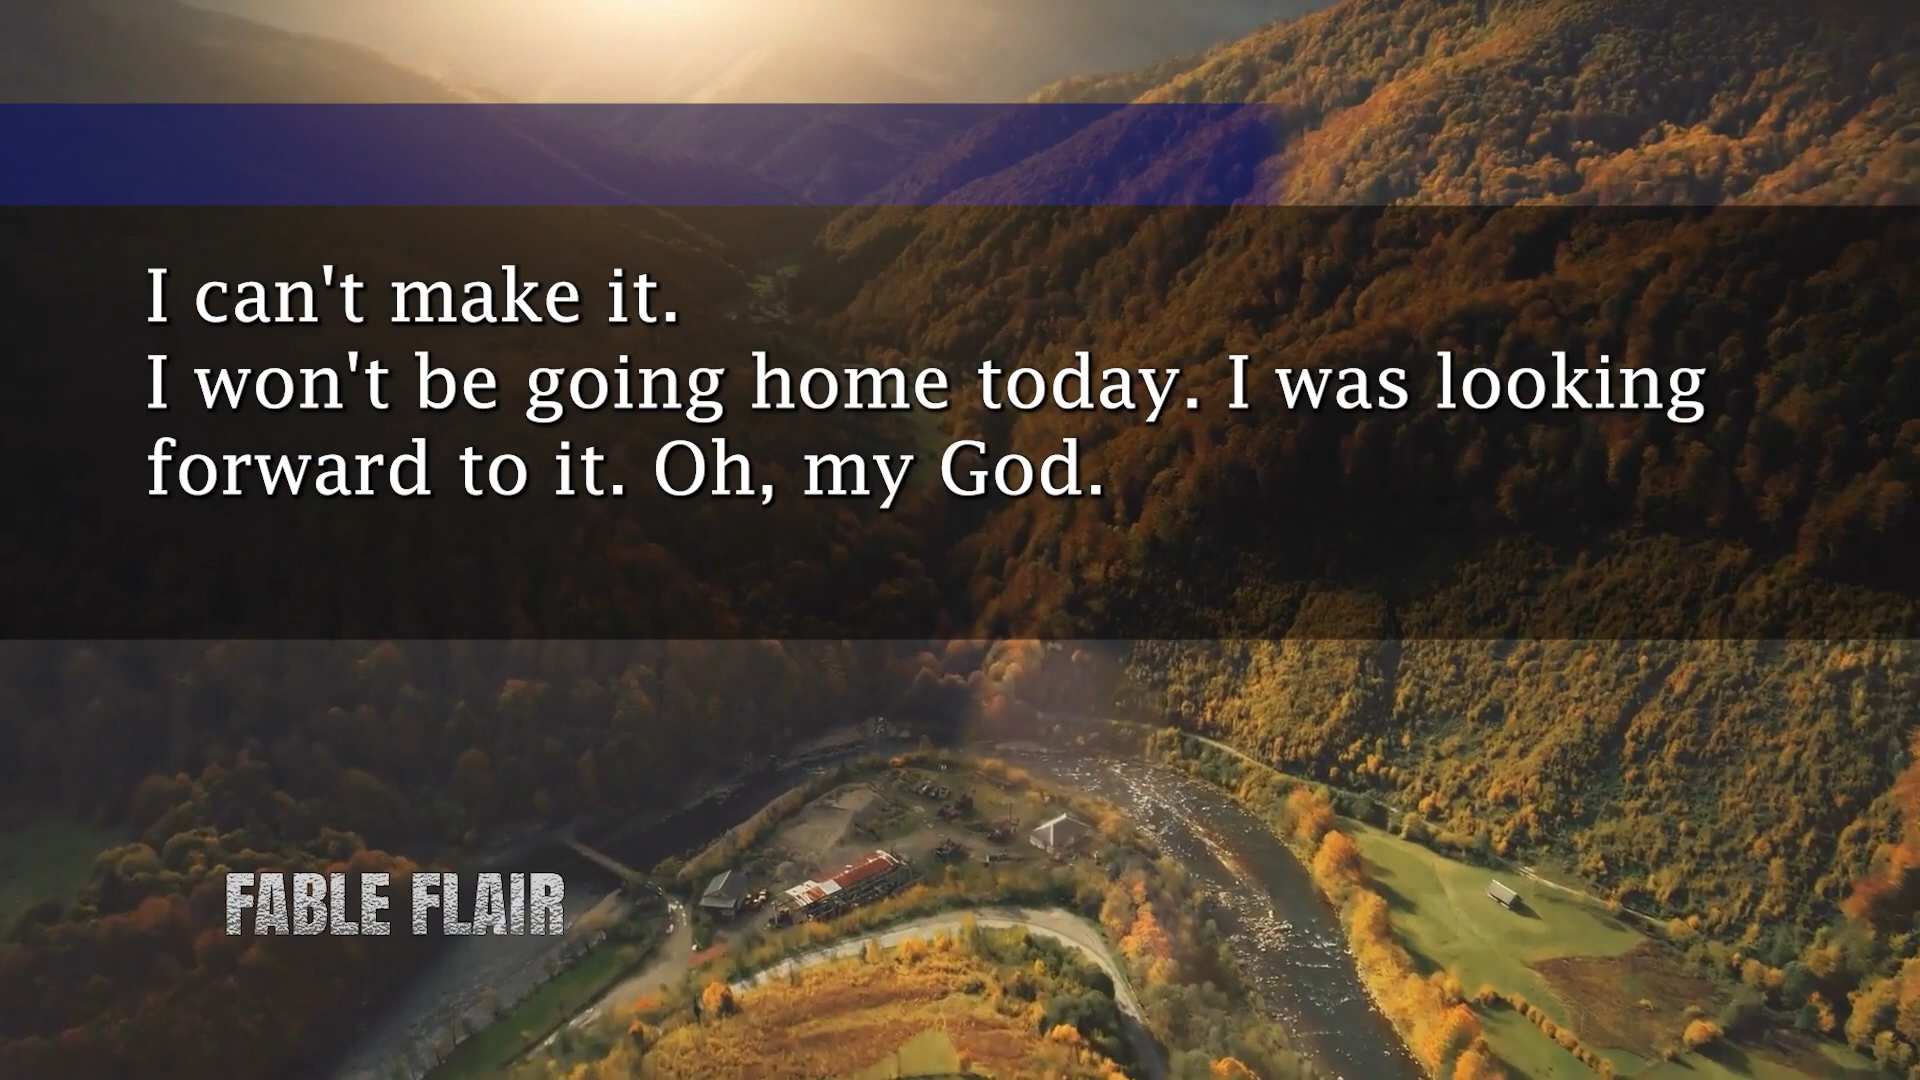 I can't make it.
I won't be going home today. I was looking
forward to it. Oh, my God.
FABLE FLAIR